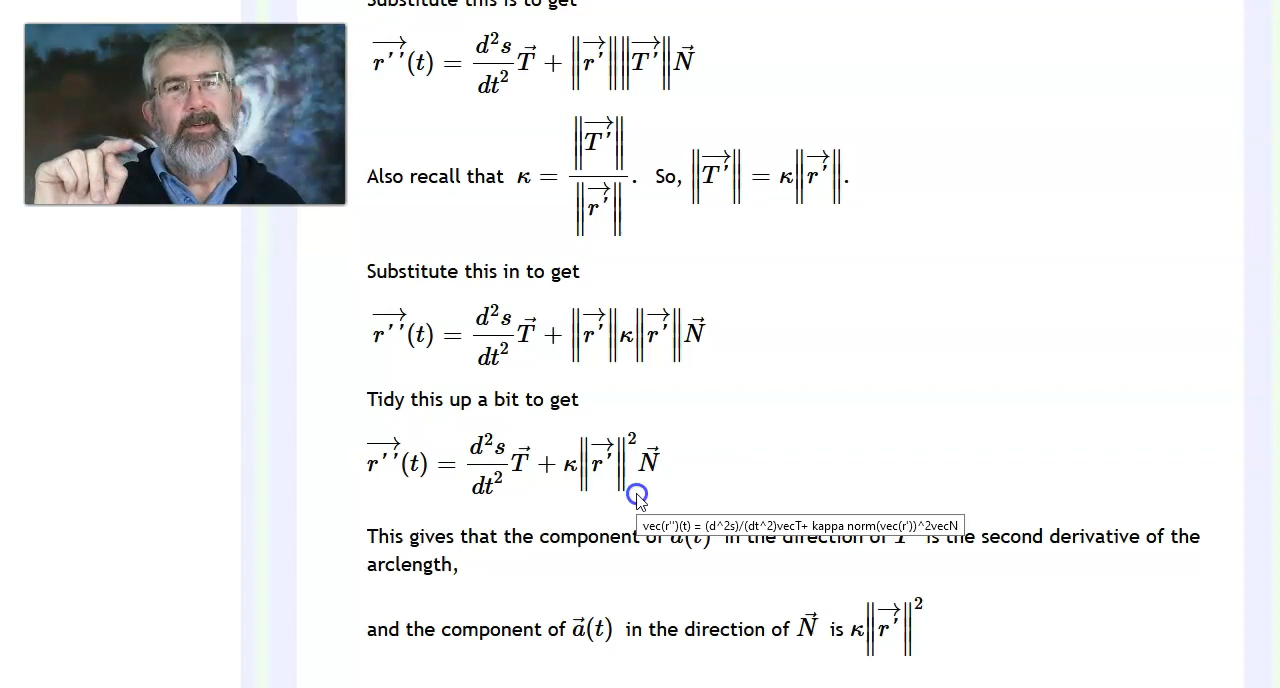 Substitute this is to get
r''(t) = d²s/dt² T⃗ + ‖r'‖‖T'‖N⃗
Also recall that κ = ‖T'‖/‖r'‖. So, ‖T'‖ = κ‖r'‖.
Substitute this in to get
r''(t) = d²s/dt² T⃗ + ‖r'‖κ‖r'‖N⃗
Tidy this up a bit to get
r''(t) = d²s/dt² T⃗ + κ‖r'‖²N⃗
vec(r'')(t) = (d^2s)/(dt^2)vecT+ kappa norm(vec(r'))^2vecN
This gives that the component of a(t) in the direction of T is the second derivative of the
arclength,
and the component of a⃗(t) in the direction of N⃗ is κ‖r'‖²